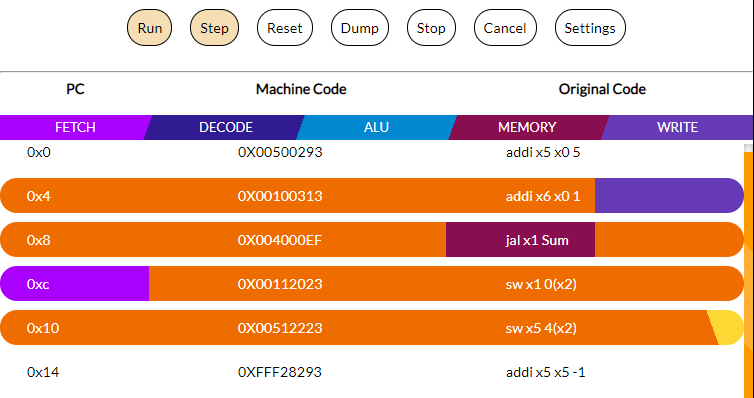 Run Step Reset Dump Stop Cancel Settings
PC Machine Code Original Code
FETCH DECODE ALU MEMORY WRITE
0x0 0X00500293 addi x5 x0 5
0x4 0X00100313 addi x6 x0 1
0x8 0X004000EF jal x1 Sum
0xc 0X00112023 sw x1 0(x2)
0x10 0X00512223 sw x5 4(x2)
0x14 0XFFF28293 addi x5 x5 -1